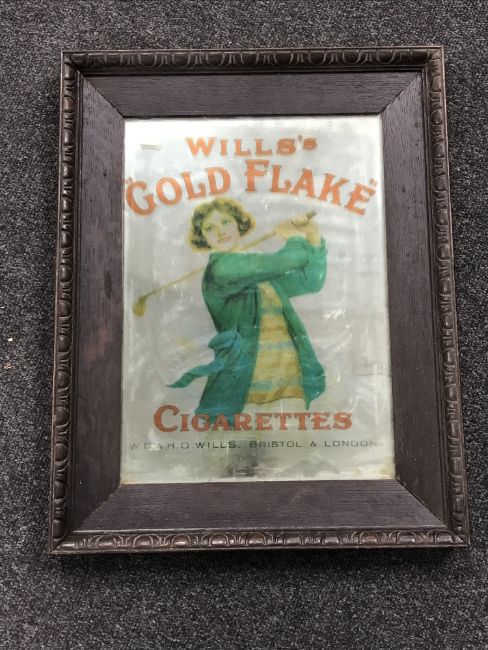 WILLS'S
"GOLD FLAKE"
CIGARETTES
W.D. & H.O. WILLS. BRISTOL & LONDON